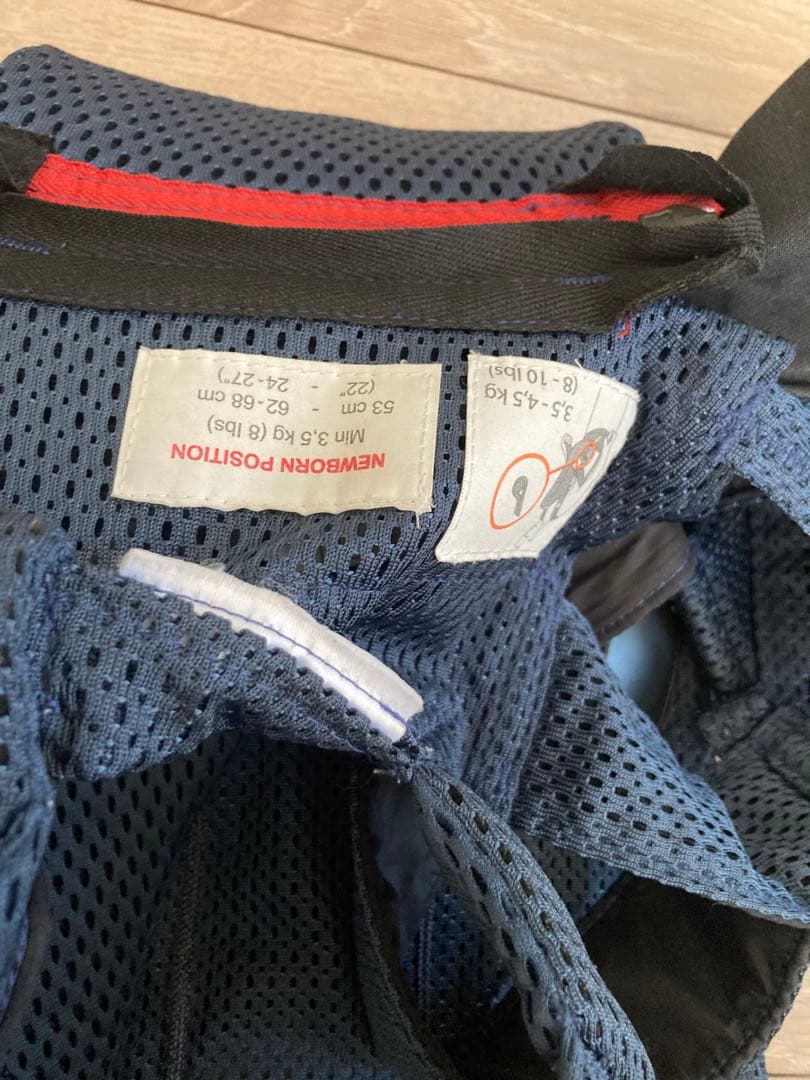 NEWBORN POSITION
Min 3,5 kg (8 lbs)
53 cm - 62-68 cm
(22" - 24-27")
3,5 - 4,5 kg
(8 - 10 lbs)